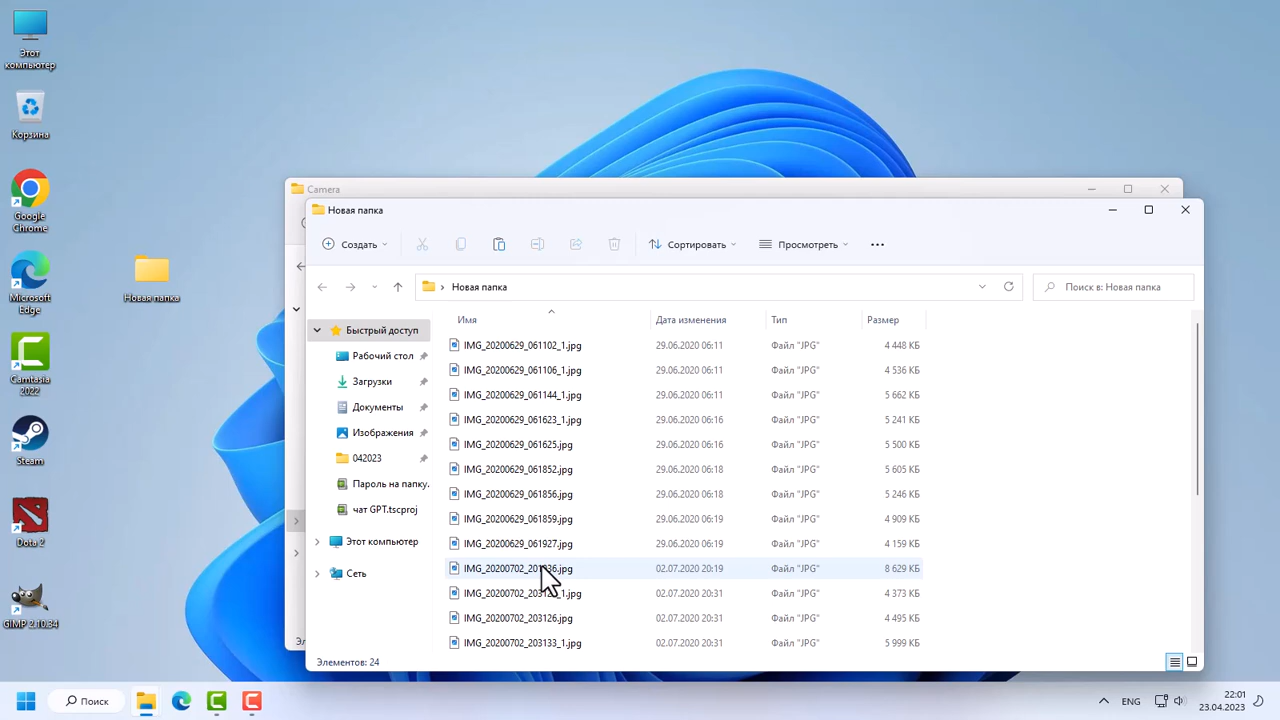 Этот
компьютер
Корзина
Google
Chrome
Microsoft
Edge
Camtasia
2022
Steam
Dota 2
GIMP 2.10.34
Новая папка
Camera
Новая папка
Создать
Сортировать
Просмотреть
Новая папка
Поиск в: Новая папка
Быстрый доступ
Рабочий стол
Загрузки
Документы
Изображения
042023
Пароль на папку.
чат GPT.tscproj
Этот компьютер
Сеть
Имя Дата изменения Тип Размер
IMG_20200629_061102_1.jpg 29.06.2020 06:11 Файл "JPG" 4 448 КБ
IMG_20200629_061106_1.jpg 29.06.2020 06:11 Файл "JPG" 4 536 КБ
IMG_20200629_061144_1.jpg 29.06.2020 06:11 Файл "JPG" 5 662 КБ
IMG_20200629_061623_1.jpg 29.06.2020 06:16 Файл "JPG" 5 241 КБ
IMG_20200629_061625.jpg 29.06.2020 06:16 Файл "JPG" 5 500 КБ
IMG_20200629_061852.jpg 29.06.2020 06:18 Файл "JPG" 5 605 КБ
IMG_20200629_061856.jpg 29.06.2020 06:18 Файл "JPG" 5 246 КБ
IMG_20200629_061859.jpg 29.06.2020 06:19 Файл "JPG" 4 909 КБ
IMG_20200629_061927.jpg 29.06.2020 06:19 Файл "JPG" 4 159 КБ
02.07.2020 20:19 Файл "JPG" 8 629 КБ
02.07.2020 20:31 Файл "JPG" 4 373 КБ
IMG_20200702_203126.jpg 02.07.2020 20:31 Файл "JPG" 4 495 КБ
IMG_20200702_203133_1.jpg 02.07.2020 20:31 Файл "JPG" 5 999 КБ
Эл
Элементов: 24
Поиск
ENG
22:01
23.04.2023